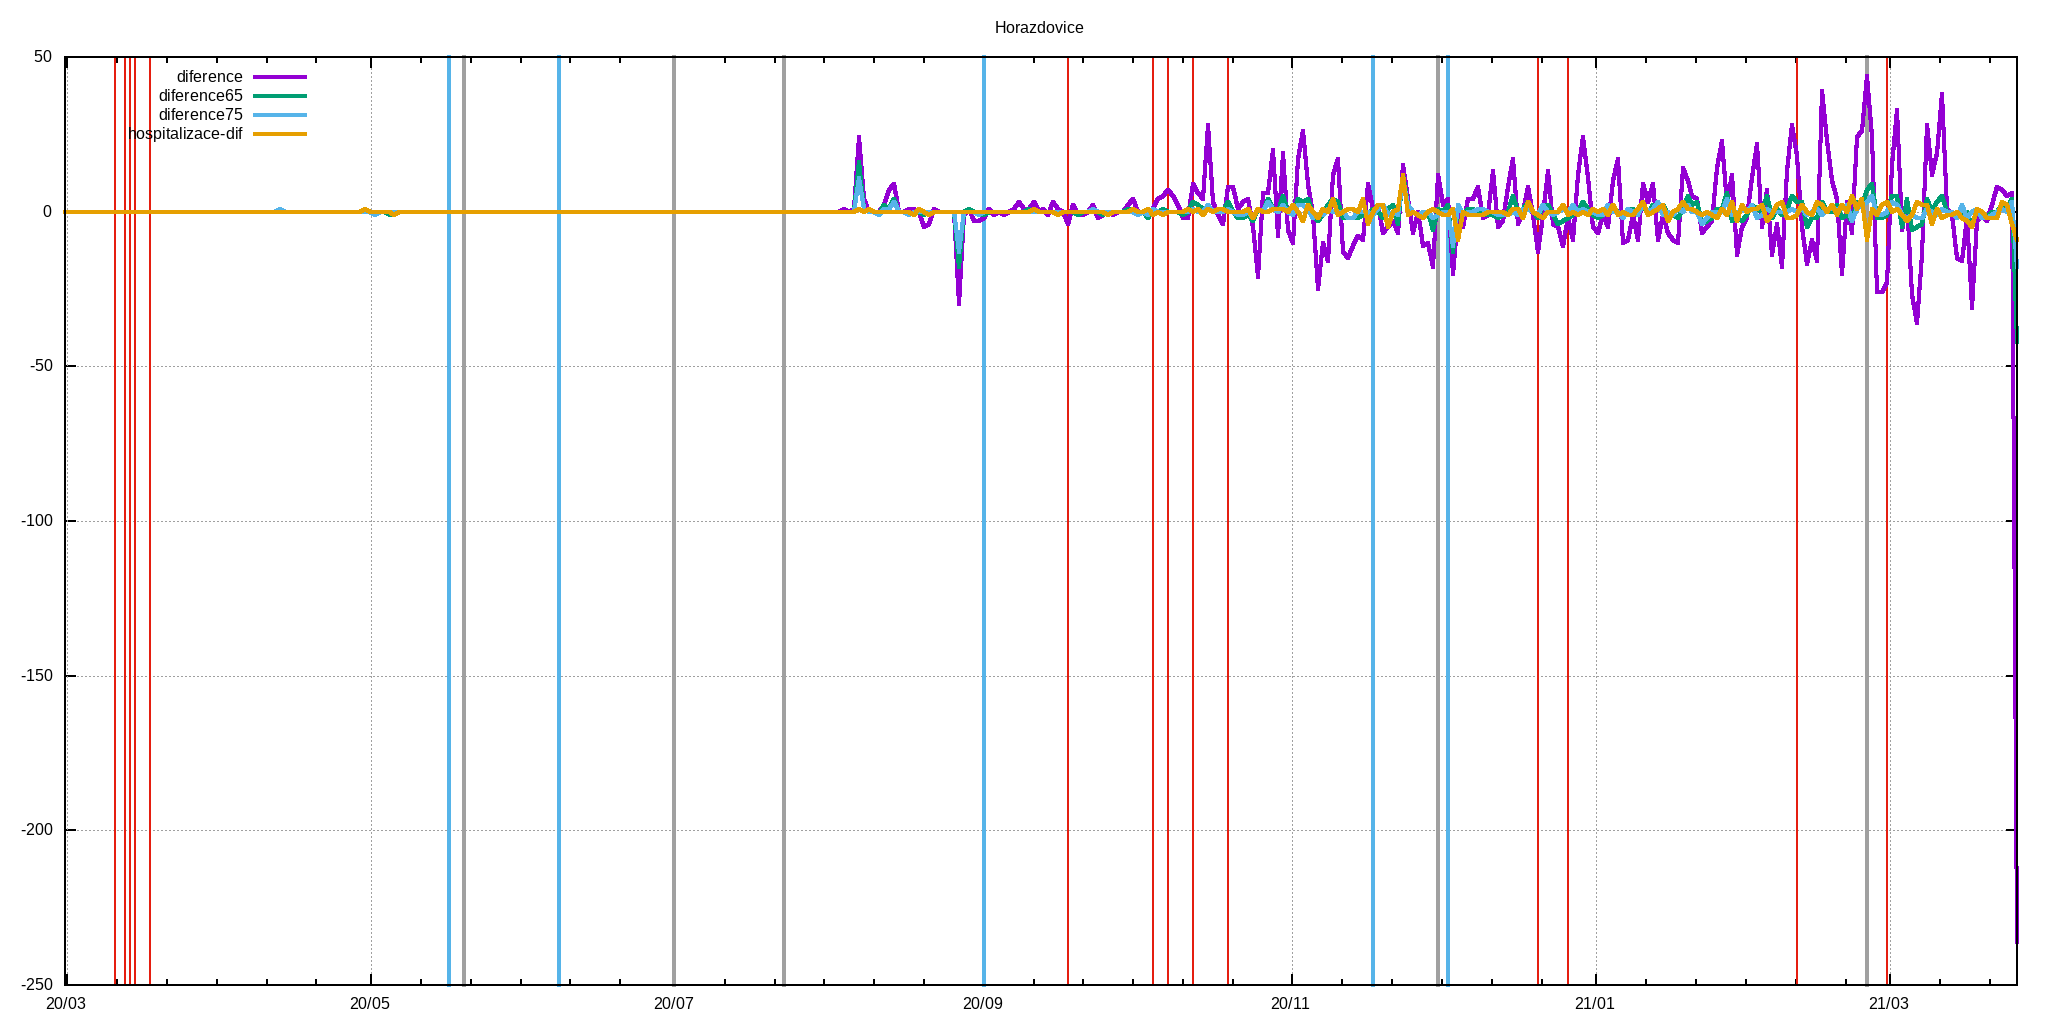 Horazdovice
50
diference
diference65
diference75
hospitalizace-dif
0
-50
-100
-150
-200
-250
20/03 20/05 20/07 20/09 20/11 21/01 21/03